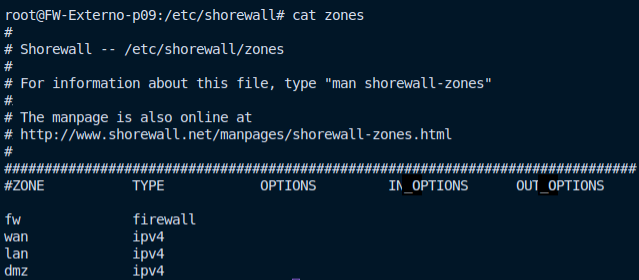 root@FW-Externo-p09:/etc/shorewall# cat zones
#
# Shorewall -- /etc/shorewall/zones
#
# For information about this file, type "man shorewall-zones"
#
# The manpage is also online at
# http://www.shorewall.net/manpages/shorewall-zones.html
#
###############################################################################
#ZONE TYPE OPTIONS IN_OPTIONS OUT_OPTIONS
fw firewall
wan ipv4
lan ipv4
dmz ipv4